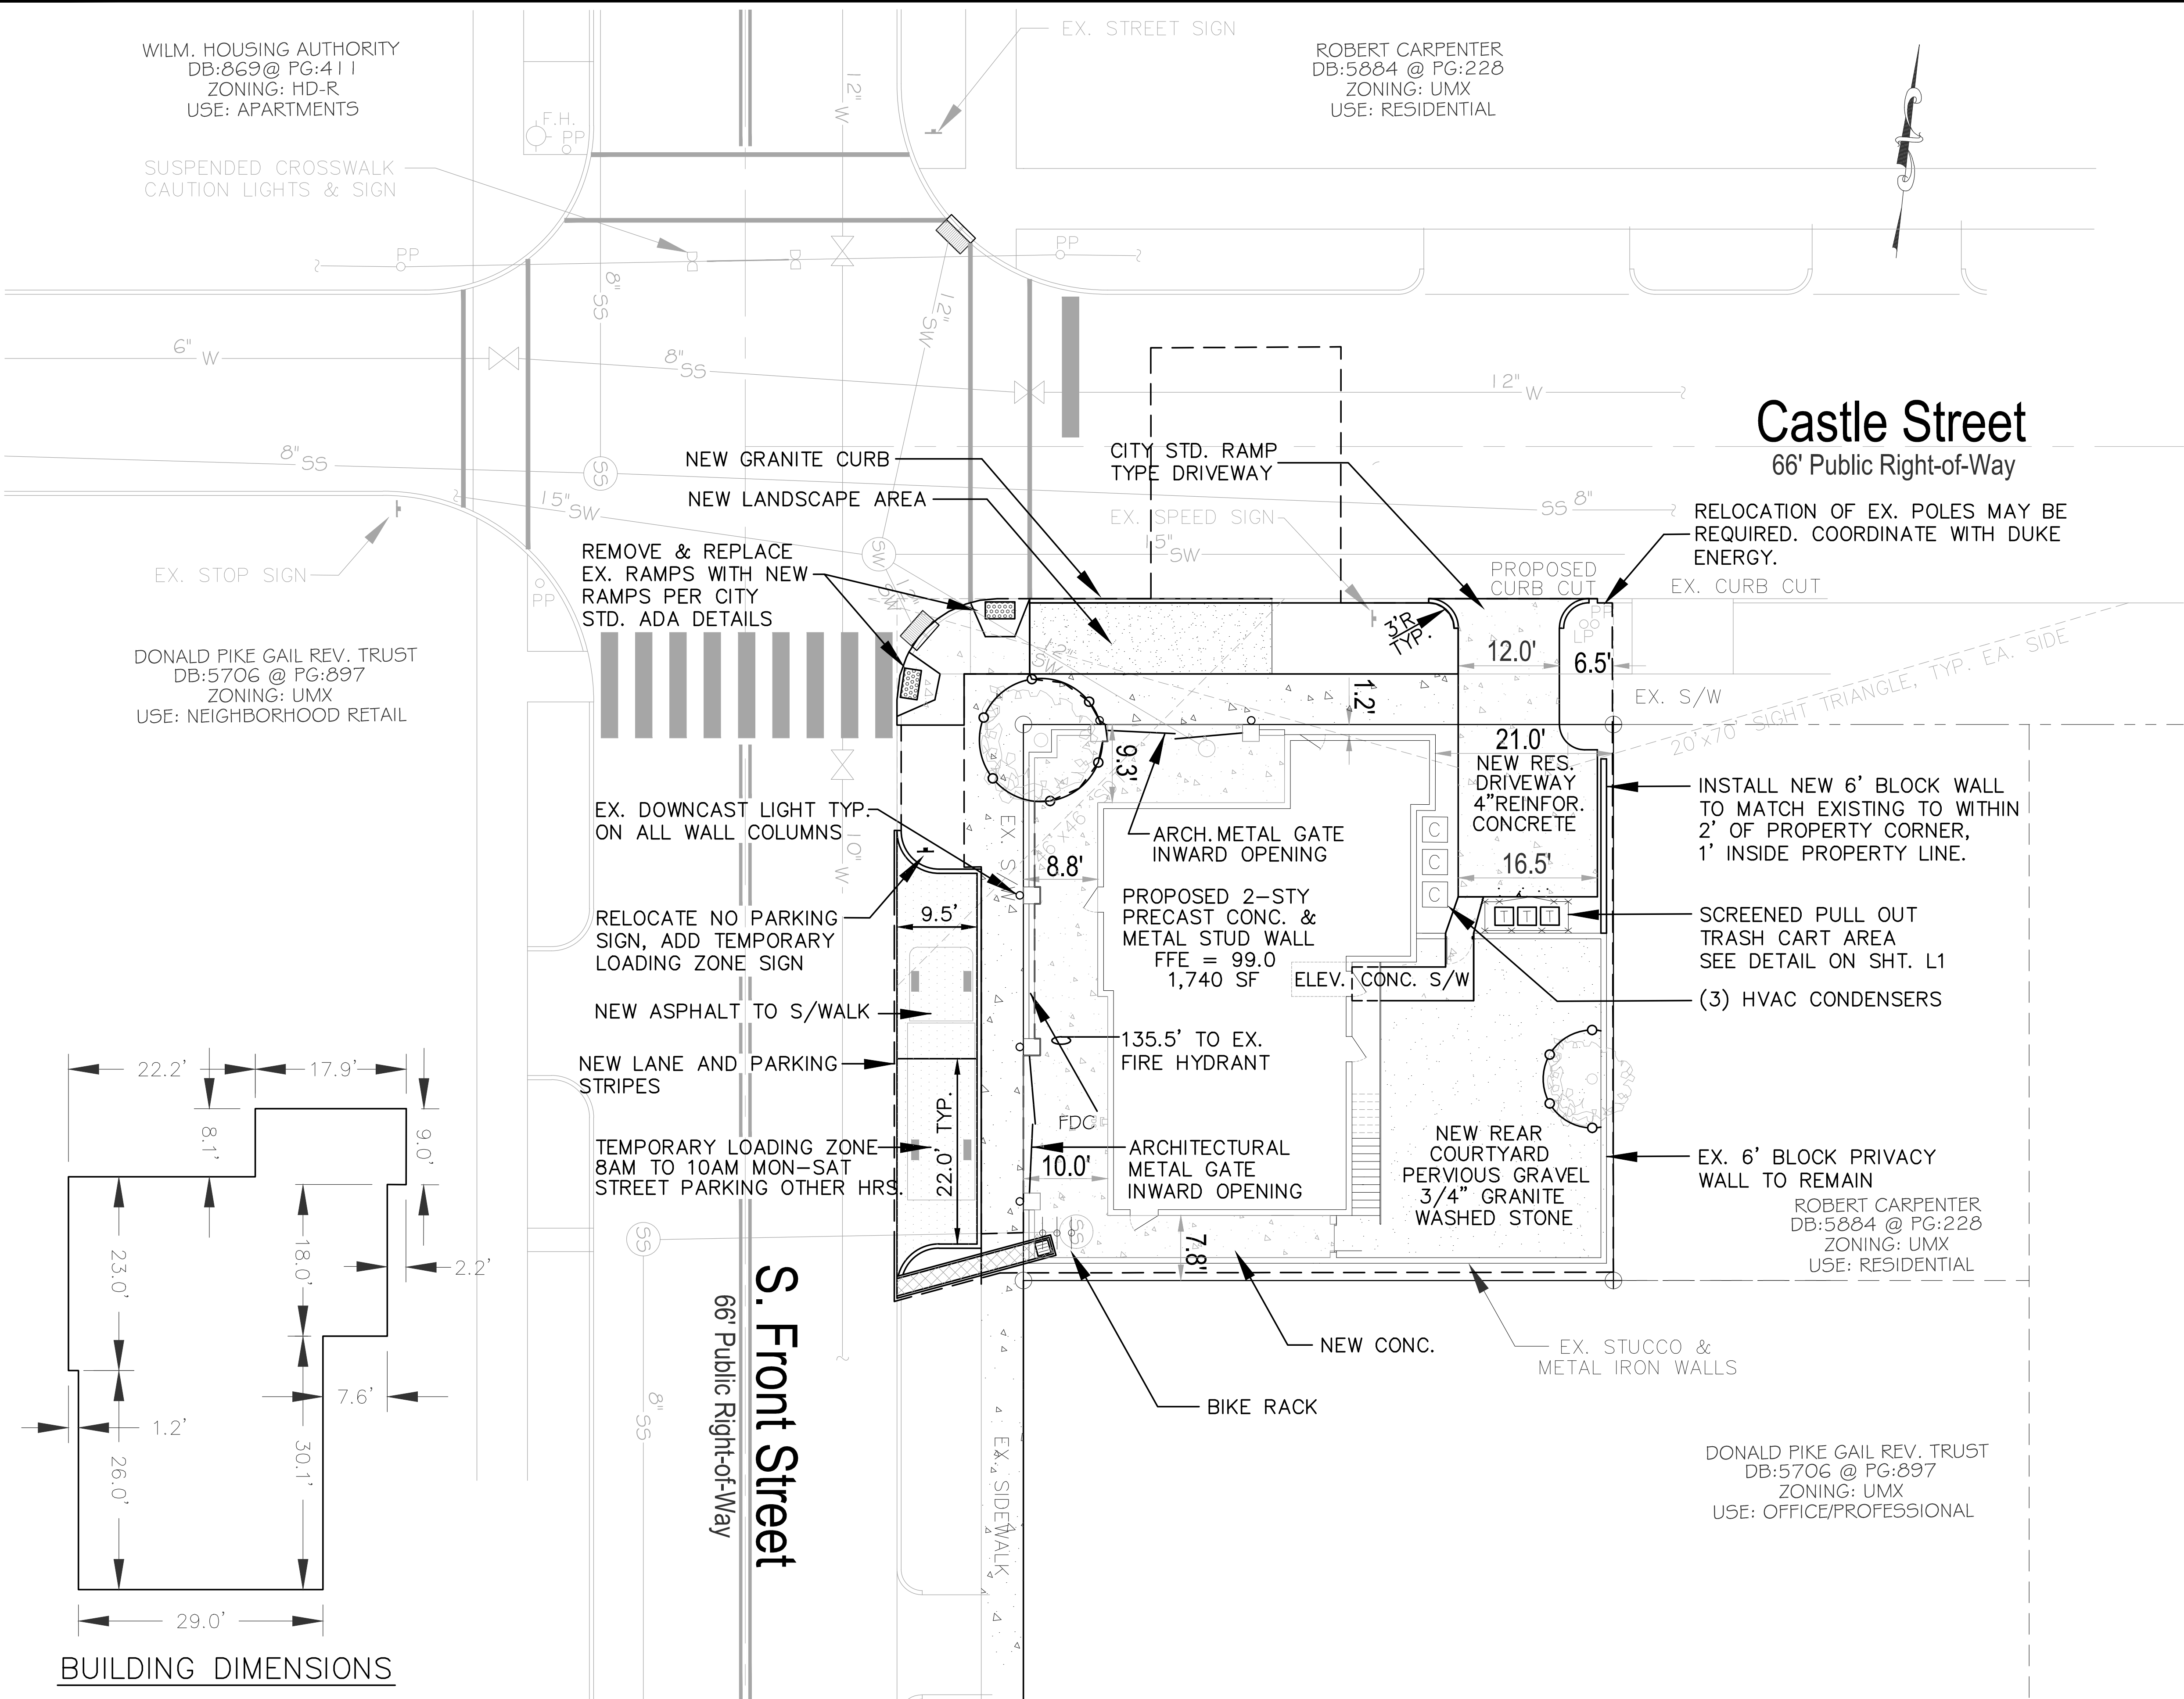 WILM. HOUSING AUTHORITY
DB:869@ PG:411
ZONING: HD-R
USE: APARTMENTS
SUSPENDED CROSSWALK
CAUTION LIGHTS & SIGN
F.H.
PP
12"
W
EX. STREET SIGN
ROBERT CARPENTER
DB:5884 @ PG:228
ZONING: UMX
USE: RESIDENTIAL
PP
PP
8"
SS
12"
SW
6"
W
8"
SS
12"
W
Castle Street
66' Public Right-of-Way
8"
SS
SS
15"
SW
SW
12"
SW
NEW GRANITE CURB
NEW LANDSCAPE AREA
CITY STD. RAMP
TYPE DRIVEWAY
EX. SPEED SIGN
15"
SW
SS
8"
RELOCATION OF EX. POLES MAY BE
REQUIRED. COORDINATE WITH DUKE
ENERGY.
PROPOSED
CURB CUT
EX. CURB CUT
EX. STOP SIGN
PP
REMOVE & REPLACE
EX. RAMPS WITH NEW
RAMPS PER CITY
STD. ADA DETAILS
3'R
TYP.
PP
LP
12.0'
6.5'
12"
SW
1.2'
EX. S/W
20'x70' SIGHT TRIANGLE, TYP. EA. SIDE
DONALD PIKE GAIL REV. TRUST
DB:5706 @ PG:897
ZONING: UMX
USE: NEIGHBORHOOD RETAIL
9.3'
21.0'
NEW RES.
DRIVEWAY
4"REINFOR.
CONCRETE
16.5'
INSTALL NEW 6' BLOCK WALL
TO MATCH EXISTING TO WITHIN
2' OF PROPERTY CORNER,
1' INSIDE PROPERTY LINE.
EX. DOWNCAST LIGHT TYP.
ON ALL WALL COLUMNS
10"
W
EX. S/W
46'x46'
8.8'
ARCH. METAL GATE
INWARD OPENING
C
C
C
PROPOSED 2-STY
PRECAST CONC. &
METAL STUD WALL
FFE = 99.0
1,740 SF
ELEV.
CONC. S/W
T T T
SCREENED PULL OUT
TRASH CART AREA
SEE DETAIL ON SHT. L1
(3) HVAC CONDENSERS
RELOCATE NO PARKING
SIGN, ADD TEMPORARY
LOADING ZONE SIGN
9.5'
NEW ASPHALT TO S/WALK
135.5' TO EX.
FIRE HYDRANT
NEW LANE AND PARKING
STRIPES
22.0' TYP.
FDC
TEMPORARY LOADING ZONE
8AM TO 10AM MON-SAT
STREET PARKING OTHER HRS.
10.0'
ARCHITECTURAL
METAL GATE
INWARD OPENING
NEW REAR
COURTYARD
PERVIOUS GRAVEL
3/4" GRANITE
WASHED STONE
EX. 6' BLOCK PRIVACY
WALL TO REMAIN
ROBERT CARPENTER
DB:5884 @ PG:228
ZONING: UMX
USE: RESIDENTIAL
SS
SS
7.8'
S. Front Street
66' Public Right-of-Way
8"
SS
NEW CONC.
EX. STUCCO &
METAL IRON WALLS
BIKE RACK
EX. SIDEWALK
DONALD PIKE GAIL REV. TRUST
DB:5706 @ PG:897
ZONING: UMX
USE: OFFICE/PROFESSIONAL
22.2'
17.9'
8.1'
9.0'
23.0'
18.0'
2.2'
7.6'
1.2'
26.0'
30.1'
29.0'
BUILDING DIMENSIONS